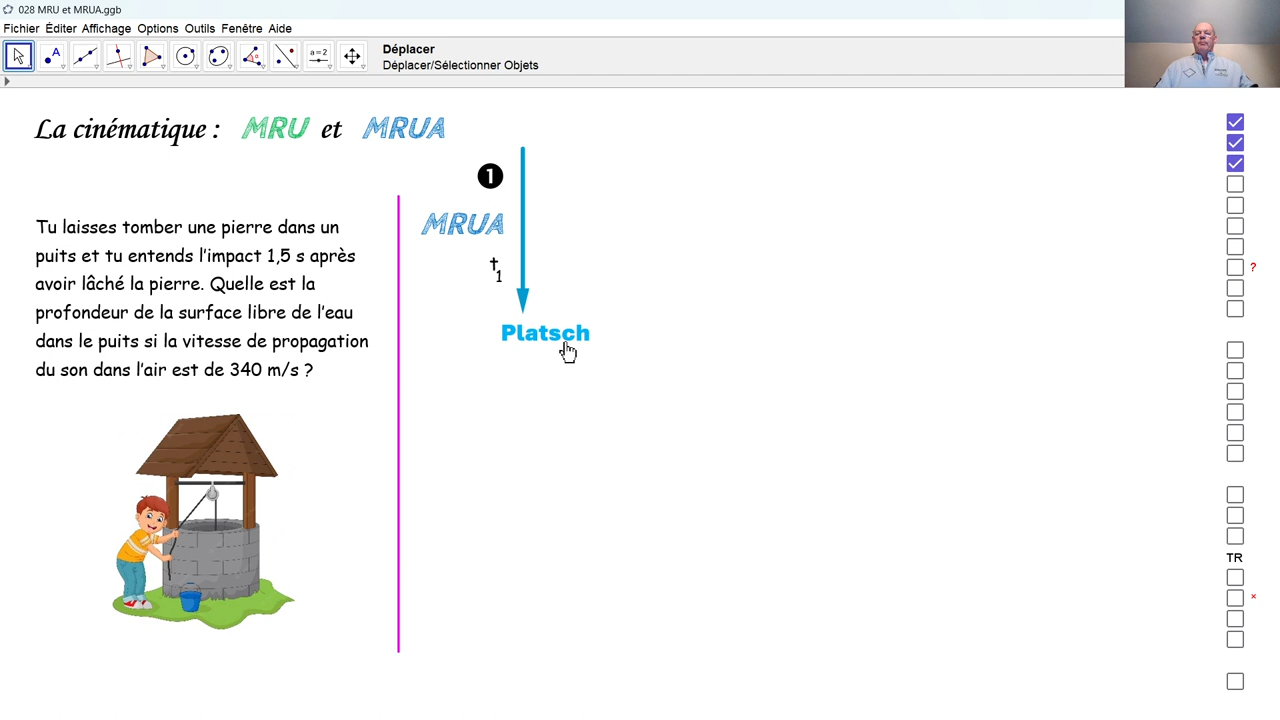 028 MRU et MRUA.ggb
Fichier Éditer Affichage Options Outils Fenêtre Aide
A
a=2
Déplacer
Déplacer/Sélectionner Objets
La cinématique : MRU et MRUA
1
MRUA
t1
Platsch
Tu laisses tomber une pierre dans un
puits et tu entends l'impact 1,5 s après
avoir lâché la pierre. Quelle est la
profondeur de la surface libre de l'eau
dans le puits si la vitesse de propagation
du son dans l'air est de 340 m/s ?
?
TR
×